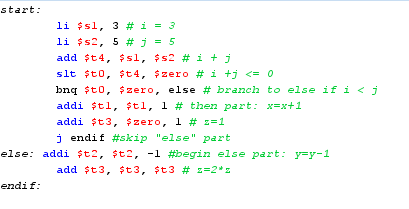 start:
li $s1, 3 # i = 3
li $s2, 5 # j = 5
add $t4, $s1, $s2 # i + j
slt $t0, $t4, $zero # i +j <= 0
bnq $t0, $zero, else # branch to else if i < j
addi $t1, $t1, 1 # then part: x=x+1
addi $t3, $zero, 1 # z=1
j endif #skip "else" part
else: addi $t2, $t2, -1 #begin else part: y=y-1
add $t3, $t3, $t3 # z=2*z
endif: